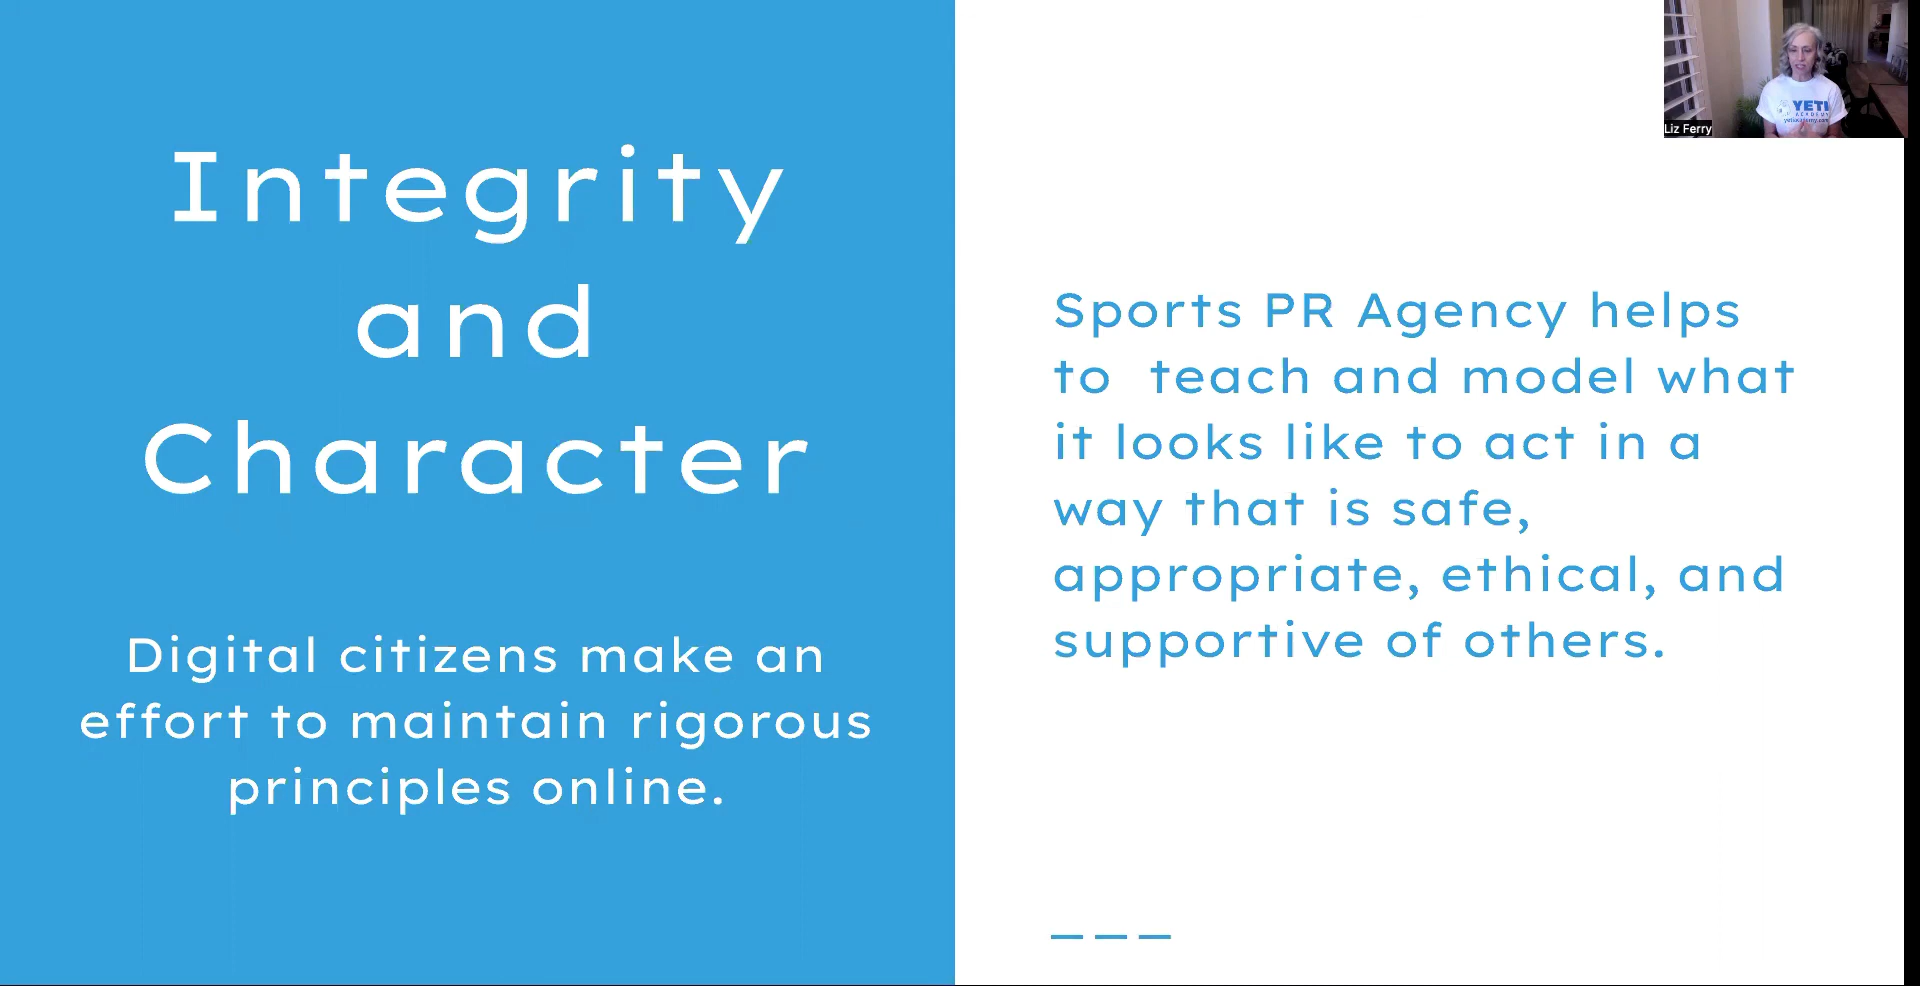 Integrity
and
Character
Digital citizens make an
effort to maintain rigorous
principles online.
Sports PR Agency helps
to  teach and model what
it looks like to act in a
way that is safe,
appropriate, ethical, and
supportive of others.
Liz Ferry
YETI
ACADEMY